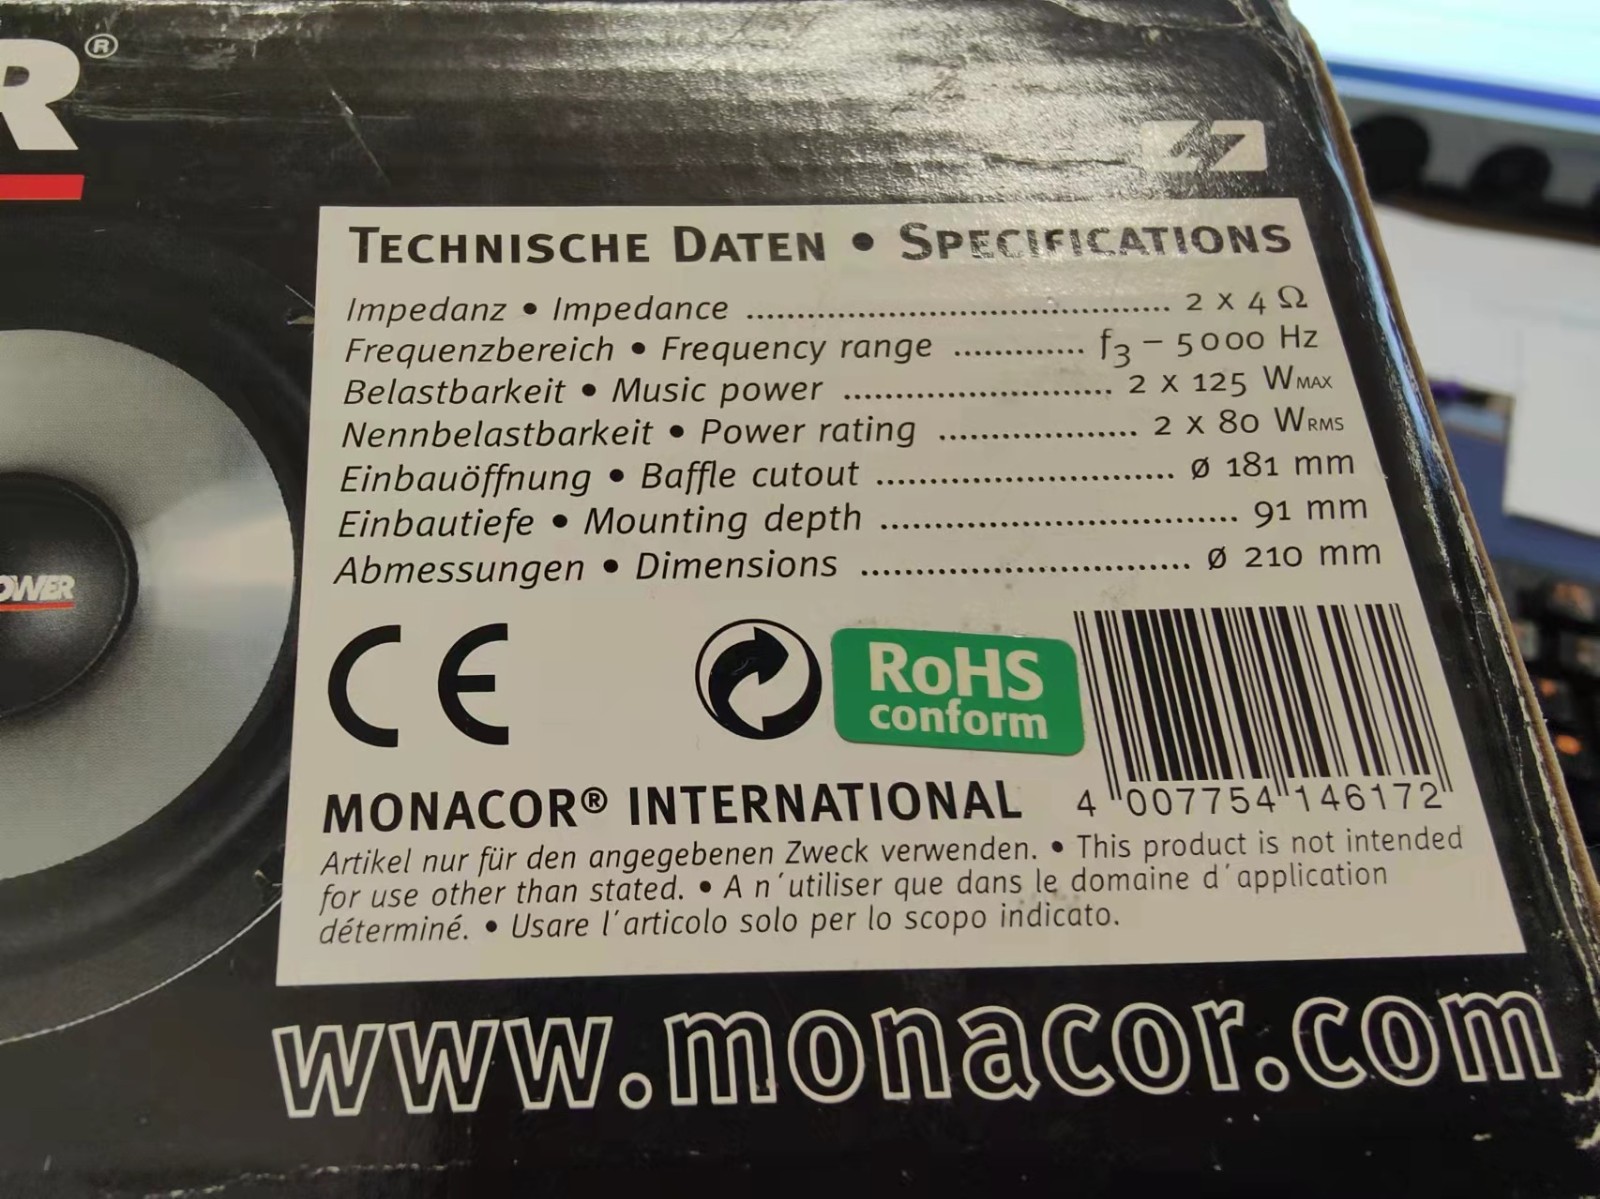 R®
OWER
TECHNISCHE DATEN • SPECIFICATIONS
Impedanz • Impedance ........................................ 2 x 4 Ω
Frequenzbereich • Frequency range ............ f3 – 5000 Hz
Belastbarkeit • Music power ......................... 2 x 125 WMAX
Nennbelastbarkeit • Power rating .................. 2 x 80 WRMS
Einbauöffnung • Baffle cutout ........................... ø 181 mm
Einbautiefe • Mounting depth ................................ 91 mm
Abmessungen • Dimensions .............................. ø 210 mm
CE
RoHS
conform
MONACOR® INTERNATIONAL
4 007754 146172
Artikel nur für den angegebenen Zweck verwenden. • This product is not intended
for use other than stated. • A n´utiliser que dans le domaine d´application
déterminé. • Usare l´articolo solo per lo scopo indicato.
www.monacor.com